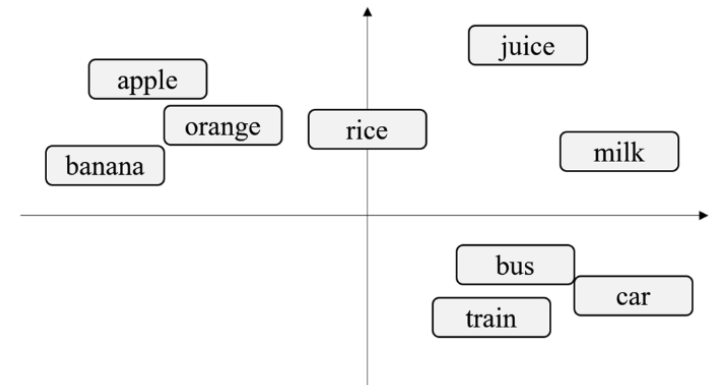 juice
apple
orange
rice
milk
banana
bus
car
train